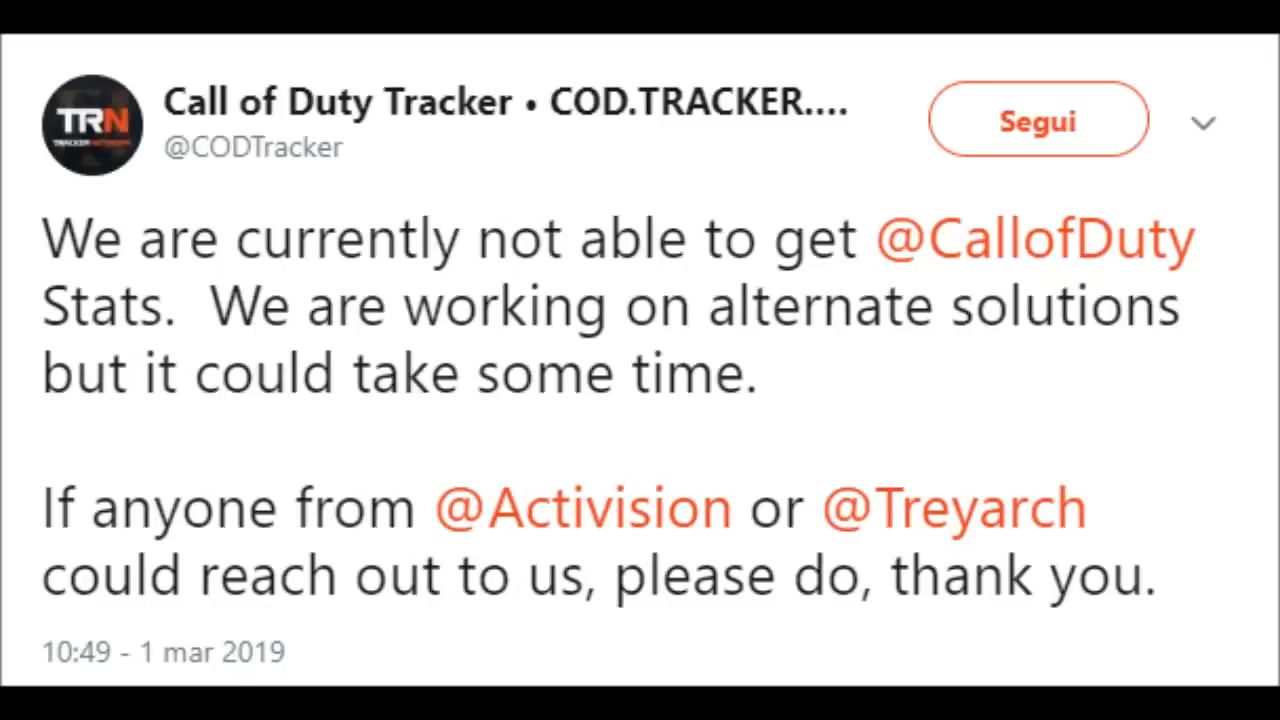 TRN
TRACKER NETWORK
Call of Duty Tracker • COD.TRACKER....
@CODTracker
Segui
We are currently not able to get @CallofDuty
Stats.  We are working on alternate solutions
but it could take some time.
If anyone from @Activision or @Treyarch
could reach out to us, please do, thank you.
10:49 - 1 mar 2019